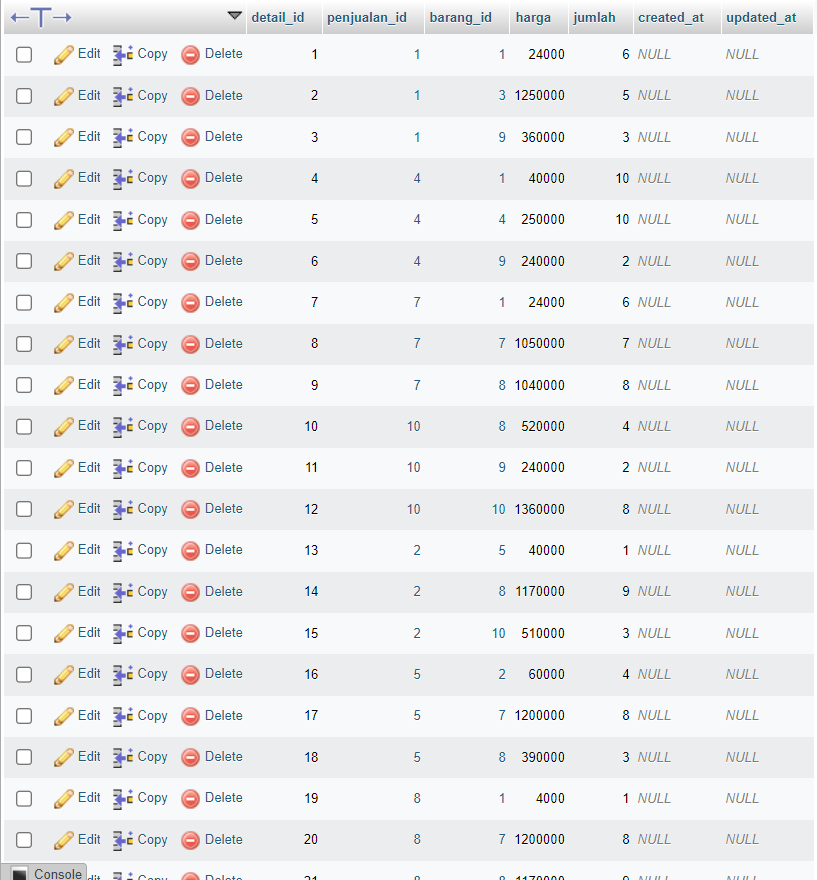 detail_id penjualan_id barang_id harga jumlah created_at updated_at
Edit Copy Delete 1 1 1 24000 6 NULL NULL
Edit Copy Delete 2 1 3 1250000 5 NULL NULL
Edit Copy Delete 3 1 9 360000 3 NULL NULL
Edit Copy Delete 4 4 1 40000 10 NULL NULL
Edit Copy Delete 5 4 4 250000 10 NULL NULL
Edit Copy Delete 6 4 9 240000 2 NULL NULL
Edit Copy Delete 7 7 1 24000 6 NULL NULL
Edit Copy Delete 8 7 7 1050000 7 NULL NULL
Edit Copy Delete 9 7 8 1040000 8 NULL NULL
Edit Copy Delete 10 10 8 520000 4 NULL NULL
Edit Copy Delete 11 10 9 240000 2 NULL NULL
Edit Copy Delete 12 10 10 1360000 8 NULL NULL
Edit Copy Delete 13 2 5 40000 1 NULL NULL
Edit Copy Delete 14 2 8 1170000 9 NULL NULL
Edit Copy Delete 15 2 10 510000 3 NULL NULL
Edit Copy Delete 16 5 2 60000 4 NULL NULL
Edit Copy Delete 17 5 7 1200000 8 NULL NULL
Edit Copy Delete 18 5 8 390000 3 NULL NULL
Edit Copy Delete 19 8 1 4000 1 NULL NULL
Edit Copy Delete 20 8 7 1200000 8 NULL NULL
Console